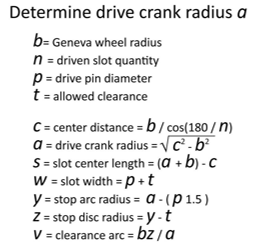 Determine drive crank radius a
b= Geneva wheel radius
n = driven slot quantity
p = drive pin diameter
t = allowed clearance
C = center distance = b / cos(180 / n)
a = drive crank radius = √c² - b²
S = slot center length = (a + b) - c
W = slot width = p + t
y = stop arc radius = a - ( p 1.5 )
Z = stop disc radius = y - t
V = clearance arc = bz / a